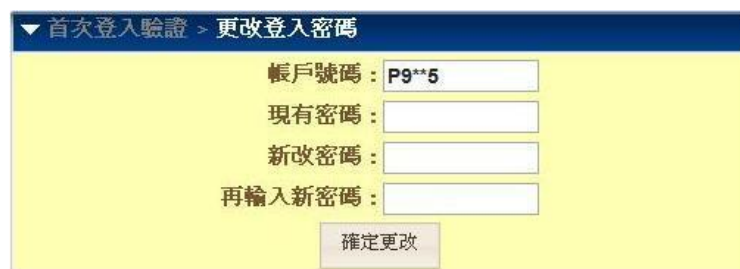 ▼首次登入驗證 > 更改登入密碼
帳戶號碼：P9**5
現有密碼：
新改密碼：
再輸入新密碼：
確定更改